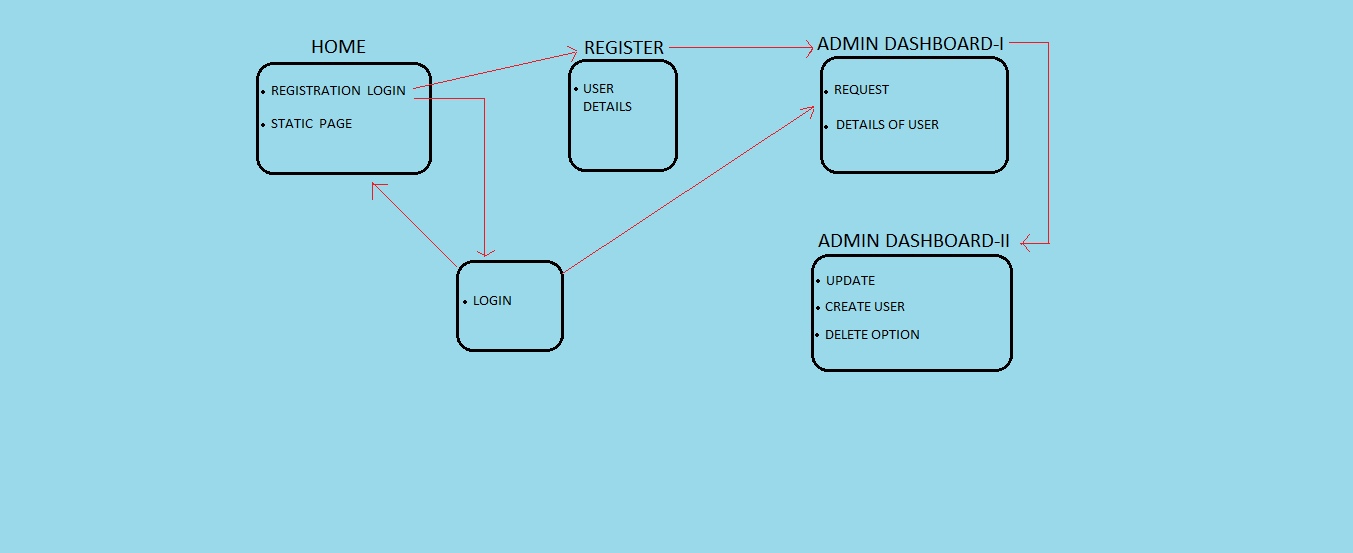 HOME
• REGISTRATION LOGIN
• STATIC PAGE
REGISTER
• USER
DETAILS
ADMIN DASHBOARD-I
• REQUEST
• DETAILS OF USER
• LOGIN
ADMIN DASHBOARD-II
• UPDATE
• CREATE USER
• DELETE OPTION